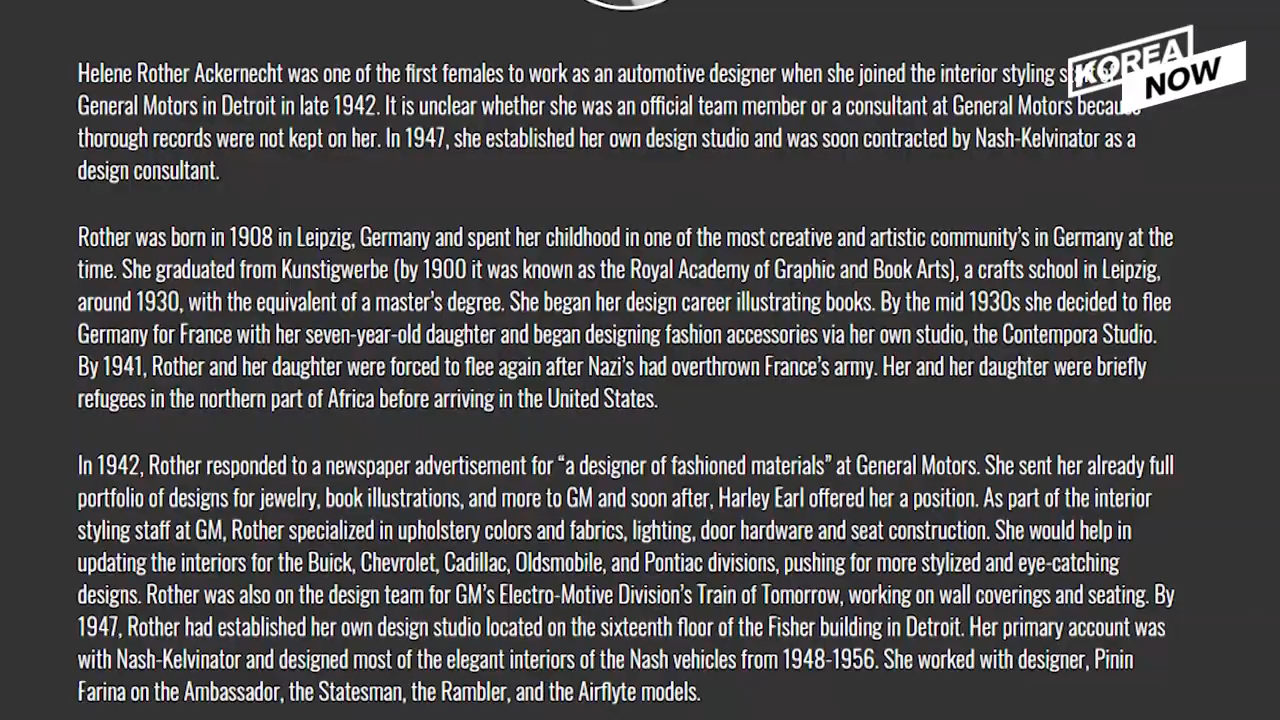 KOREA
NOW
Helene Rother Ackernecht was one of the first females to work as an automotive designer when she joined the interior styling
General Motors in Detroit in late 1942. It is unclear whether she was an official team member or a consultant at General Motors because
thorough records were not kept on her. In 1947, she established her own design studio and was soon contracted by Nash-Kelvinator as a
design consultant.
Rother was born in 1908 in Leipzig, Germany and spent her childhood in one of the most creative and artistic community's in Germany at the
time. She graduated from Kunstigwerbe (by 1900 it was known as the Royal Academy of Graphic and Book Arts), a crafts school in Leipzig,
around 1930, with the equivalent of a master's degree. She began her design career illustrating books. By the mid 1930s she decided to flee
Germany for France with her seven-year-old daughter and began designing fashion accessories via her own studio, the Contempora Studio.
By 1941, Rother and her daughter were forced to flee again after Nazi's had overthrown France's army. Her and her daughter were briefly
refugees in the northern part of Africa before arriving in the United States.
In 1942, Rother responded to a newspaper advertisement for “a designer of fashioned materials” at General Motors. She sent her already full
portfolio of designs for jewelry, book illustrations, and more to GM and soon after, Harley Earl offered her a position. As part of the interior
styling staff at GM, Rother specialized in upholstery colors and fabrics, lighting, door hardware and seat construction. She would help in
updating the interiors for the Buick, Chevrolet, Cadillac, Oldsmobile, and Pontiac divisions, pushing for more stylized and eye-catching
designs. Rother was also on the design team for GM's Electro-Motive Division's Train of Tomorrow, working on wall coverings and seating. By
1947, Rother had established her own design studio located on the sixteenth floor of the Fisher building in Detroit. Her primary account was
with Nash-Kelvinator and designed most of the elegant interiors of the Nash vehicles from 1948-1956. She worked with designer, Pinin
Farina on the Ambassador, the Statesman, the Rambler, and the Airflyte models.